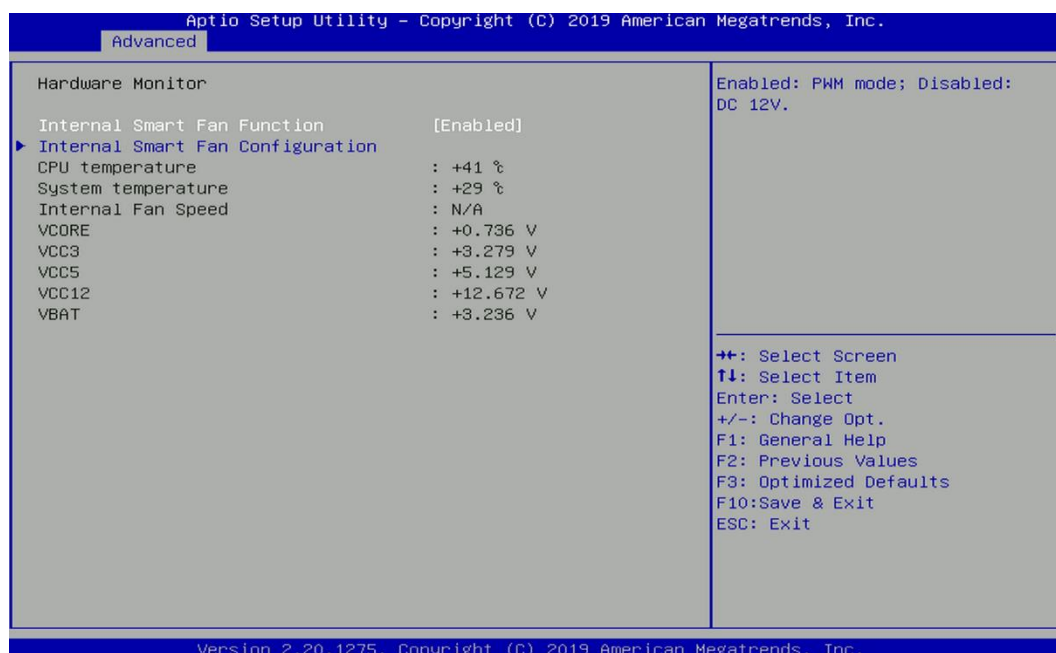 Aptio Setup Utility – Copyright (C) 2019 American Megatrends, Inc.
Advanced
Hardware Monitor
Internal Smart Fan Function [Enabled]
▶ Internal Smart Fan Configuration
CPU temperature : +41 ℃
System temperature : +29 ℃
Internal Fan Speed : N/A
VCORE : +0.736 V
VCC3 : +3.279 V
VCC5 : +5.129 V
VCC12 : +12.672 V
VBAT : +3.236 V
Enabled: PWM mode; Disabled:
DC 12V.
→←: Select Screen
↑↓: Select Item
Enter: Select
+/-: Change Opt.
F1: General Help
F2: Previous Values
F3: Optimized Defaults
F10:Save & Exit
ESC: Exit
Version 2.20.1275. Copyright (C) 2019 American Megatrends, Inc.